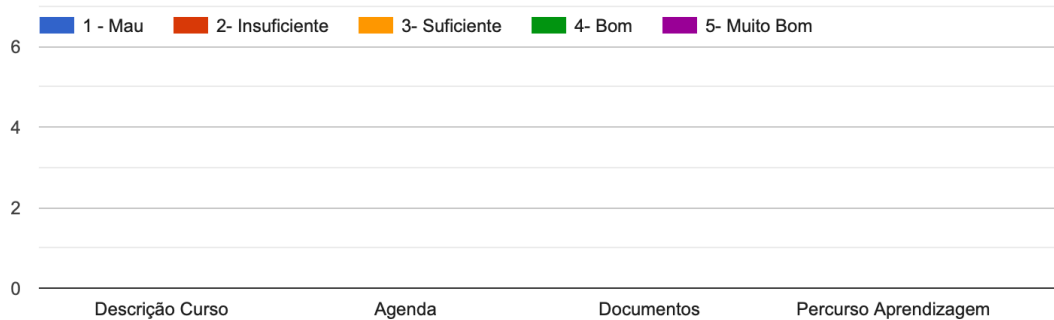 1 - Mau 2- Insuficiente 3- Suficiente 4- Bom 5- Muito Bom
6
4
2
0
Descrição Curso Agenda Documentos Percurso Aprendizagem